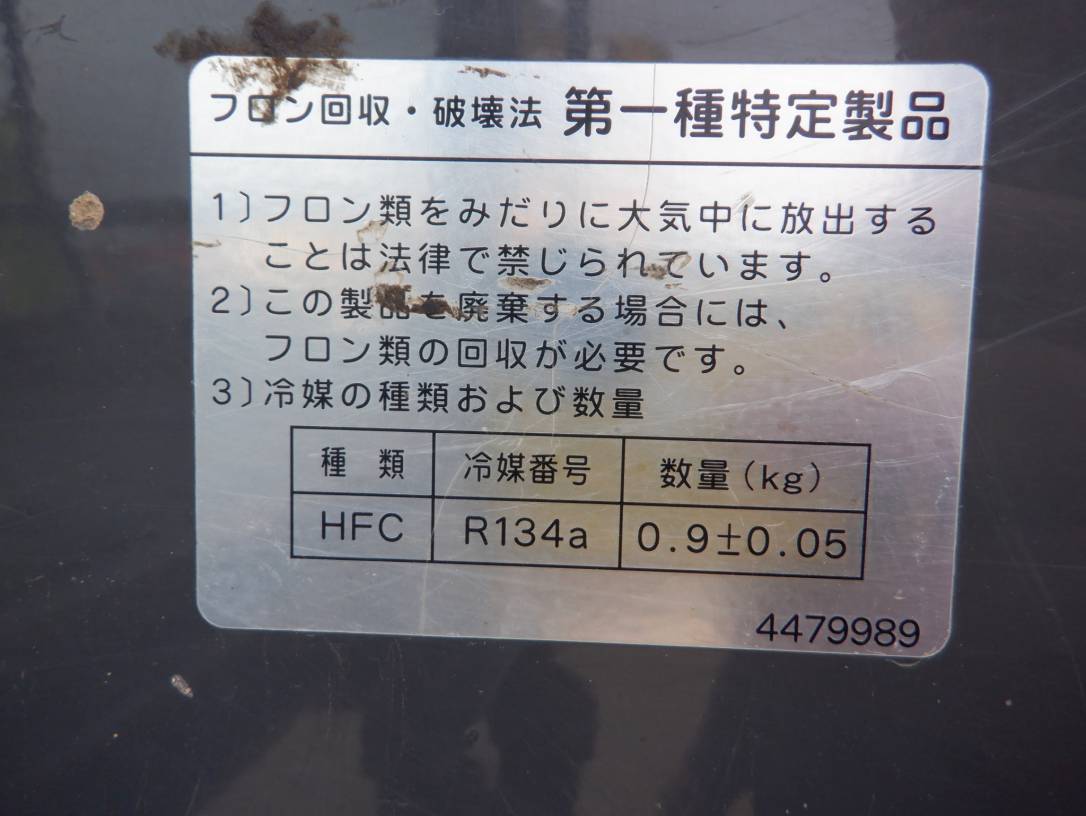 フロン回収・破壊法 第一種特定製品
1〕フロン類をみだりに大気中に放出する
ことは法律で禁じられています。
2〕この製品を廃棄する場合には、
フロン類の回収が必要です。
3〕冷媒の種類および数量
種 類 冷媒番号 数量(kg)
HFC R134a 0.9±0.05
4479989